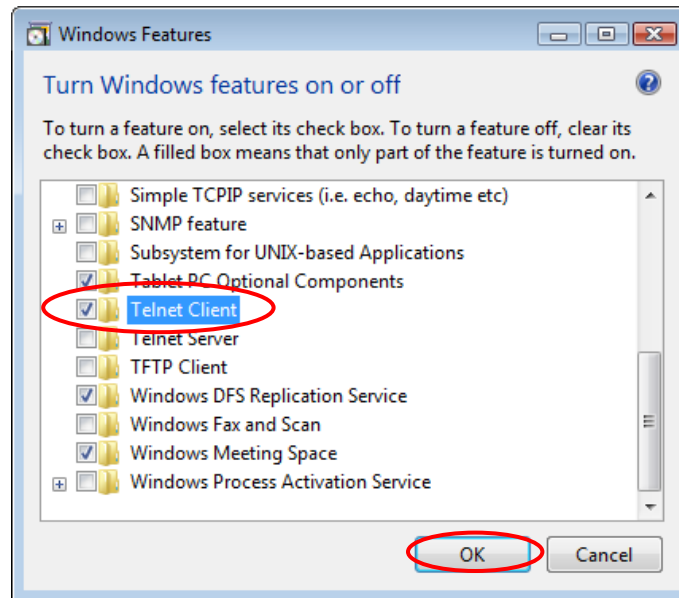 Windows Features
Turn Windows features on or off
To turn a feature on, select its check box. To turn a feature off, clear its
check box. A filled box means that only part of the feature is turned on.
Simple TCPIP services (i.e. echo, daytime etc)
SNMP feature
Subsystem for UNIX-based Applications
Tablet PC Optional Components
Telnet Client
Telnet Server
TFTP Client
Windows DFS Replication Service
Windows Fax and Scan
Windows Meeting Space
Windows Process Activation Service
OK Cancel